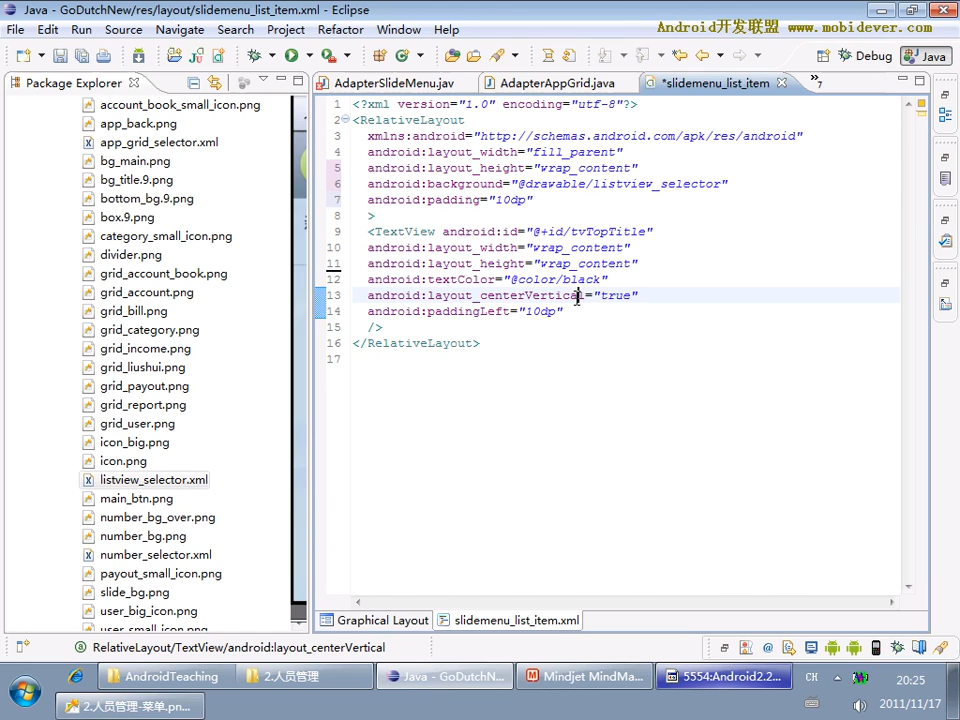 Java - GoDutchNew/res/layout/slidemenu_list_item.xml - Eclipse
File Edit Run Source Navigate Search Project Refactor Window Help
Android开发联盟 www.mobidever.com
Debug Java
Package Explorer
AdapterSlideMenu.jav
AdapterAppGrid.java
*slidemenu_list_item
»7
account_book_small_icon.png
app_back.png
app_grid_selector.xml
bg_main.png
bg_title.9.png
bottom_bg.9.png
box.9.png
category_small_icon.png
divider.png
grid_account_book.png
grid_account.png
grid_bill.png
grid_category.png
grid_income.png
grid_liushui.png
grid_payout.png
grid_report.png
grid_user.png
icon_big.png
icon.png
listview_selector.xml
main_btn.png
number_bg_over.png
number_bg.png
number_selector.xml
payout_small_icon.png
slide_bg.png
user_big_icon.png
user_small_icon.png
1 <?xml version="1.0" encoding="utf-8"?>
2 <RelativeLayout
3 xmlns:android="http://schemas.android.com/apk/res/android"
4 android:layout_width="fill_parent"
5 android:layout_height="wrap_content"
6 android:background="@drawable/listview_selector"
7 android:padding="10dp"
8 >
9 <TextView android:id="@+id/tvTopTitle"
10 android:layout_width="wrap_content"
11 android:layout_height="wrap_content"
12 android:textColor="@color/black"
13 android:layout_centerVertical="true"
14 android:paddingLeft="10dp"
15 />
16 </RelativeLayout>
17
Graphical Layout slidemenu_list_item.xml
RelativeLayout/TextView/android:layout_centerVertical
AndroidTeaching
2.人员管理
Java - GoDutchN...
Mindjet MindMa...
5554:Android2.2...
CH
20:25
2.人员管理-菜单.pn...
2011/11/17